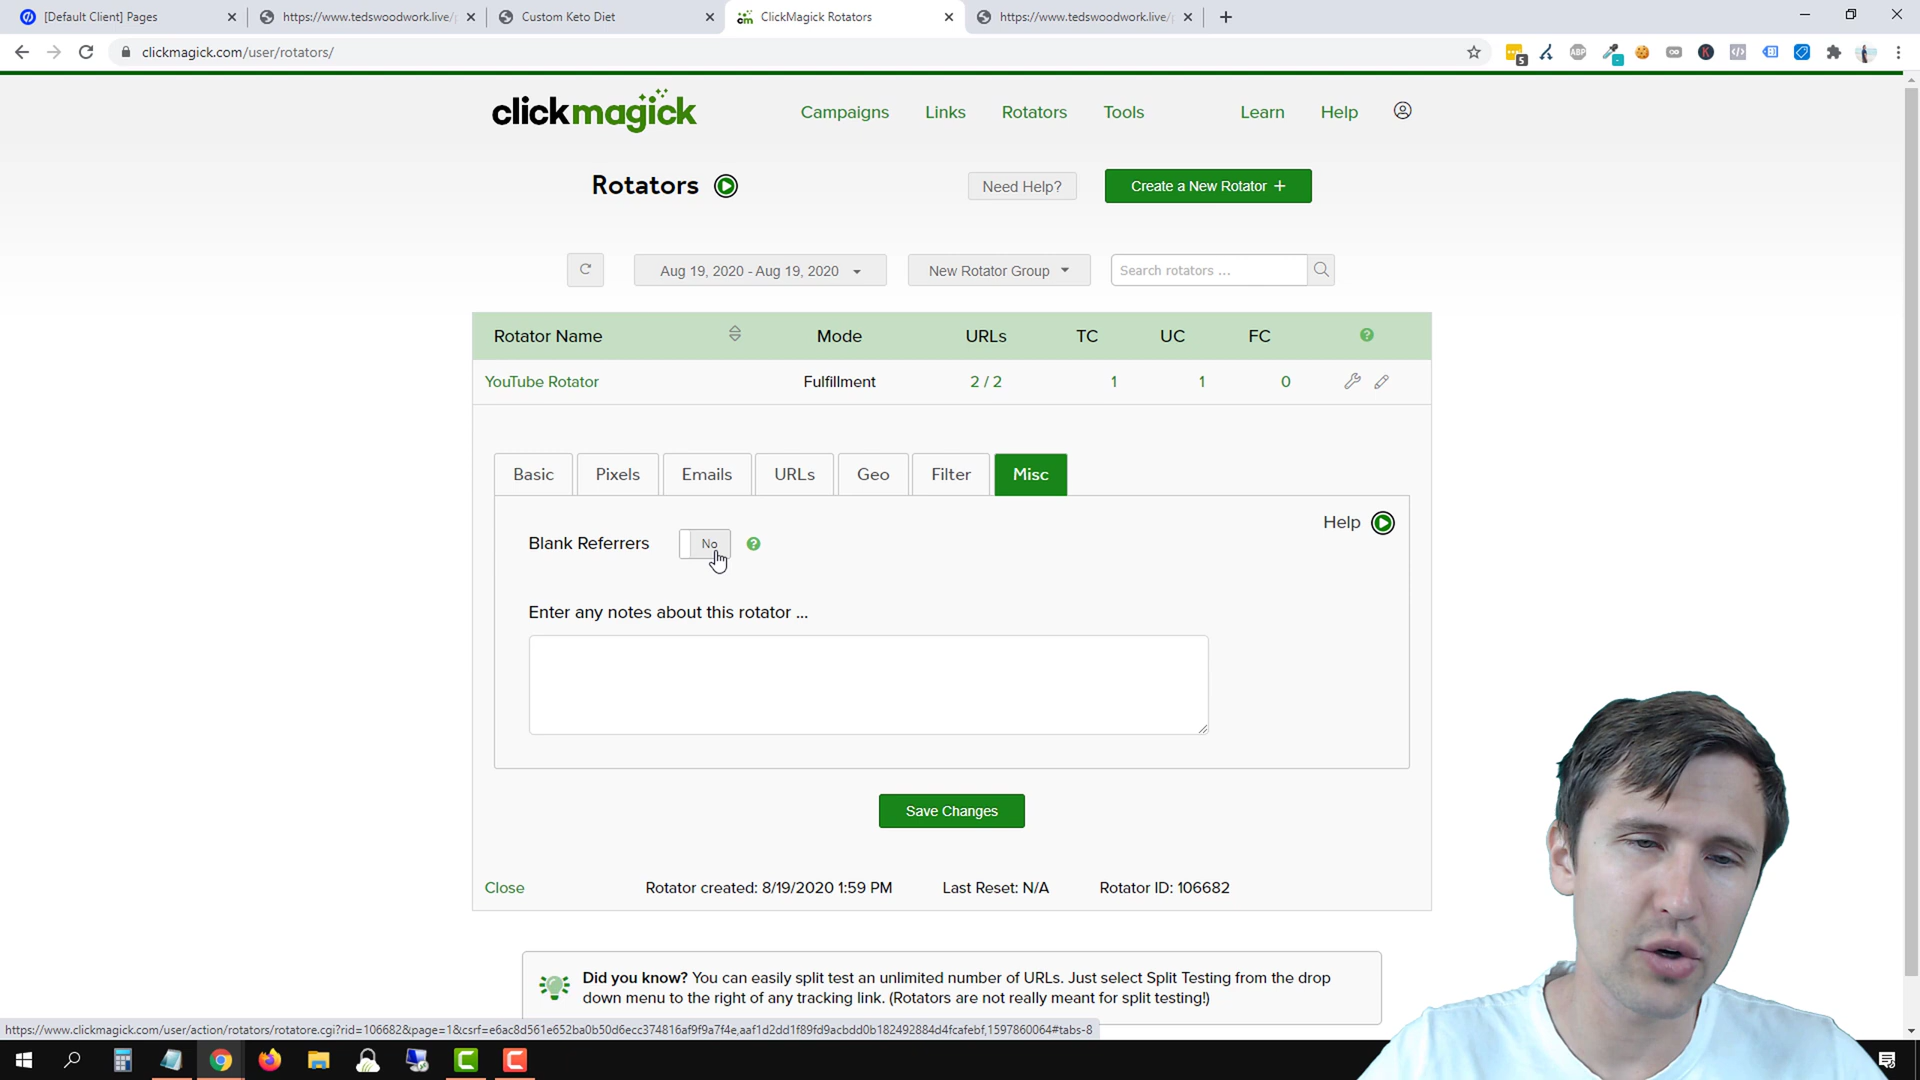 [Default Client] Pages
https://www.tedswoodwork.live/
Custom Keto Diet
ClickMagick Rotators
https://www.tedswoodwork.live/
clickmagick.com/user/rotators/
5
ABP
clickmagick
Campaigns
Links
Rotators
Tools
Learn
Help
Rotators
Need Help?
Create a New Rotator +
Aug 19, 2020 - Aug 19, 2020
New Rotator Group
Search rotators ...
Rotator Name Mode URLs TC UC FC ?
YouTube Rotator Fulfillment 2 / 2 1 1 0
Basic
Pixels
Emails
URLs
Geo
Filter
Misc
Help
Blank Referrers No ?
Enter any notes about this rotator ...
Save Changes
Close Rotator created: 8/19/2020 1:59 PM Last Reset: N/A Rotator ID: 106682
Did you know? You can easily split test an unlimited number of URLs. Just select Split Testing from the drop
down menu to the right of any tracking link. (Rotators are not really meant for split testing!)
https://www.clickmagick.com/user/action/rotators/rotatore.cgi?rid=106682&page=1&csrf=e6ac8d561e652ba0b50d6ecc374816af9f9a7f4e,aaf1d2dd1f89fd9acbdd0b182492884d4fcafebf,1597860064#tabs-8